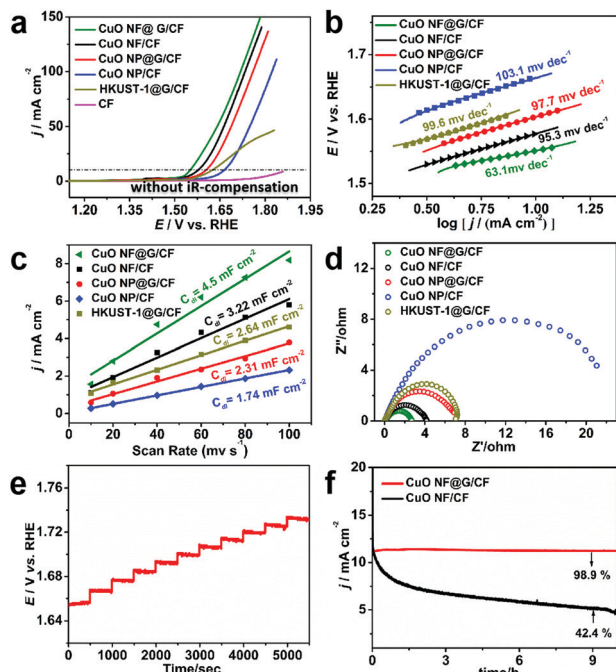 a
CuO NF@ G/CF
CuO NF/CF
CuO NP@G/CF
CuO NP/CF
HKUST-1@G/CF
CF
j / mA cm⁻²
150
100
50
0
without iR-compensation
1.20 1.35 1.50 1.65 1.80 1.95
E / V vs. RHE
b
CuO NF@G/CF
CuO NF/CF
CuO NP@G/CF
CuO NP/CF
HKUST-1@G/CF
E / V vs. RHE
1.7
1.6
1.5
103.1 mv dec⁻¹
99.6 mv dec⁻¹
97.7 mv dec⁻¹
95.3 mv dec⁻¹
63.1mv dec⁻¹
0.25 0.50 0.75 1.00 1.25 1.50
log [ j / (mA cm⁻²) ]
c
CuO NF@G/CF
CuO NF/CF
CuO NP@G/CF
CuO NP/CF
HKUST-1@G/CF
j / mA cm⁻²
8
6
4
2
0
C dl = 4.5 mF cm⁻²
C dl = 3.22 mF cm⁻²
C dl = 2.64 mF cm⁻²
C dl = 2.31 mF cm⁻²
C dl = 1.74 mF cm⁻²
20 40 60 80 100
Scan Rate (mv s⁻¹)
d
CuO NF@G/CF
CuO NF/CF
CuO NP@G/CF
CuO NP/CF
HKUST-1@G/CF
Z''/ohm
12
8
4
0
0 4 8 12 16 20
Z'/ohm
e
E / V vs. RHE
1.76
1.72
1.68
1.64
0 1000 2000 3000 4000 5000
Time/sec
f
CuO NF@G/CF
CuO NF/CF
j / mA cm⁻²
20
15
10
5
98.9 %
42.4 %
0 3 6 9
time/h